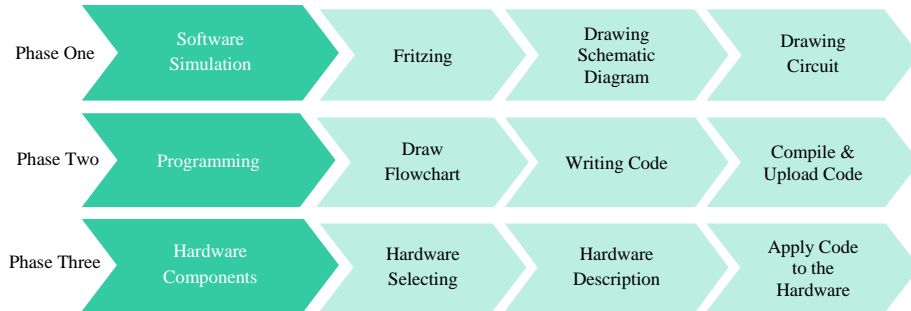 Phase One
Software
Simulation
Fritzing
Drawing
Schematic
Diagram
Drawing
Circuit
Phase Two
Programming
Draw
Flowchart
Writing Code
Compile &
Upload Code
Phase Three
Hardware
Components
Hardware
Selecting
Hardware
Description
Apply Code
to the
Hardware